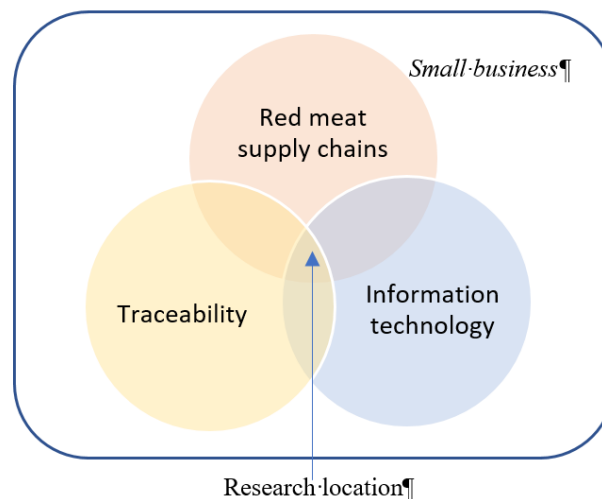 Small·business¶
Red meat
supply chains
Traceability
Information
technology
Research·location¶